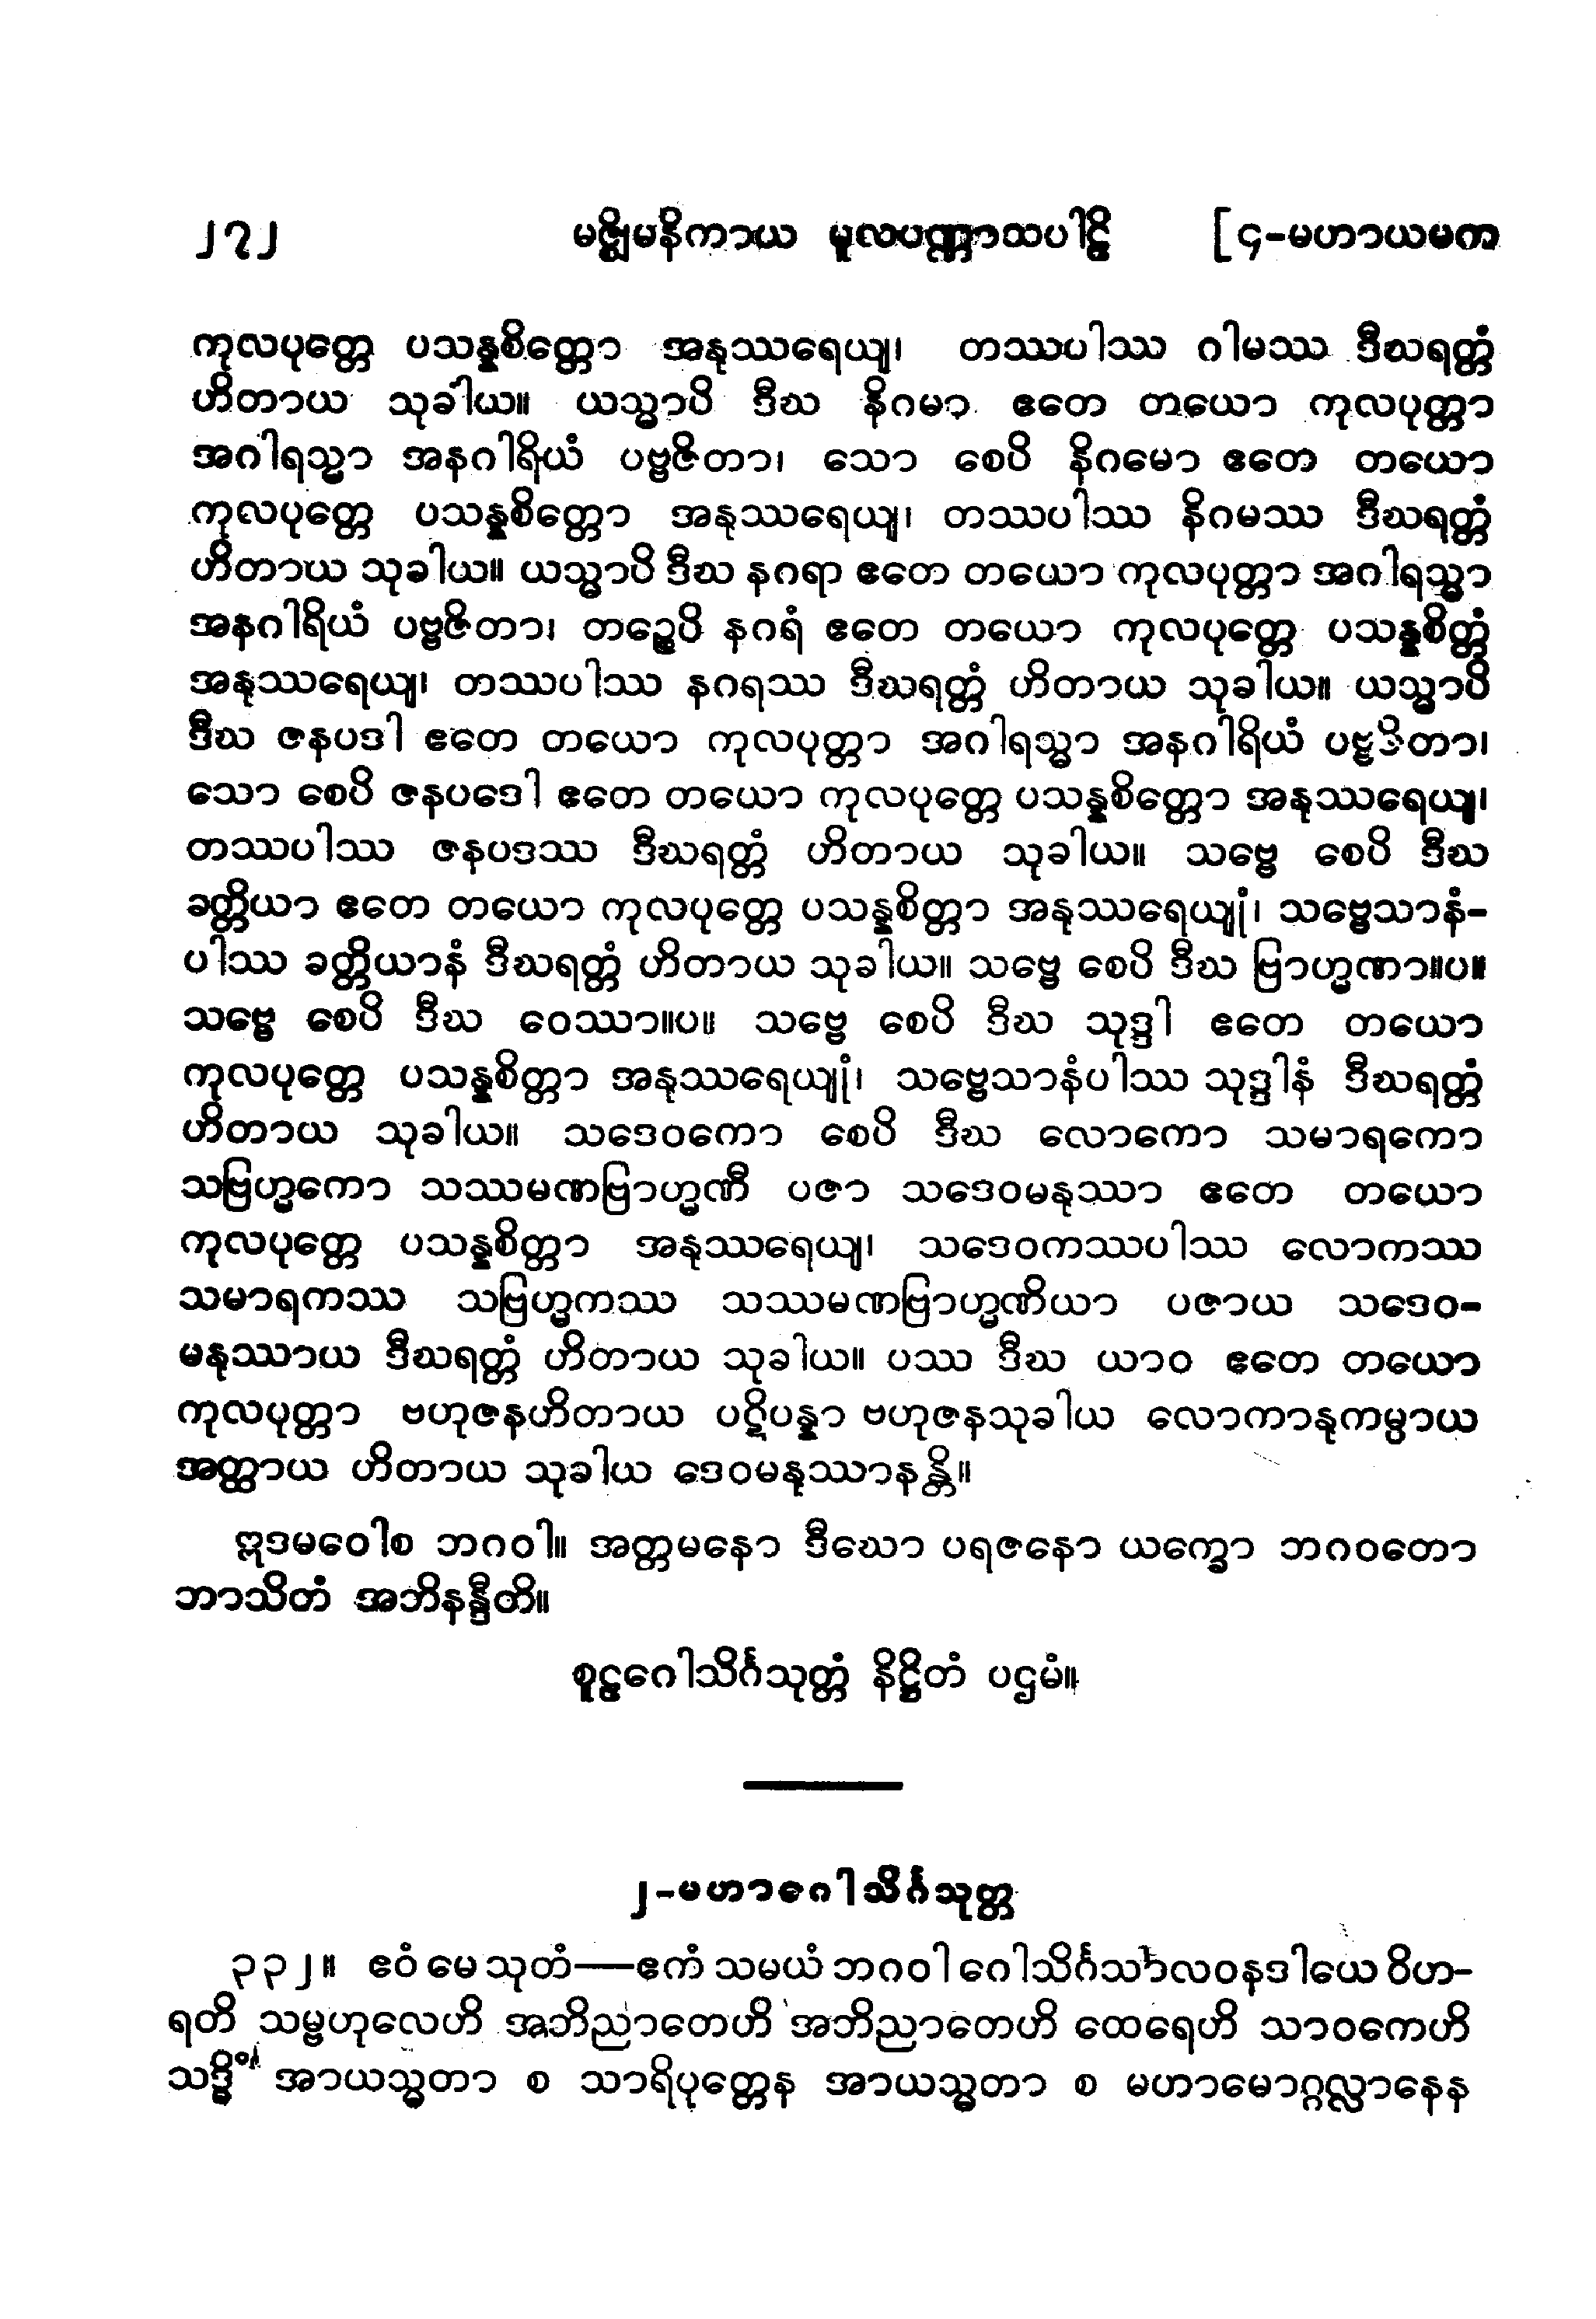 ၂၇၂ မဇ္ဈိမနိကာယ မူလပဏ္ဏာသပါဠိ [၄-မဟာယမက
ကုလပုတ္တေ ပသန္နစိတ္တော အနုဿရေယျ၊ တဿပါဿ ဂါမဿ ဒီဃရတ္တံ
ဟိတာယ သုခါယ။ ယသ္မာပိ ဒီဃ နိဂမာ ဧတေ တယော ကုလပုတ္တာ
အဂါရသ္မာ အနဂါရိယံ ပဗ္ဗဇိတာ၊ သော စေပိ နိဂမော ဧတေ တယော
ကုလပုတ္တေ ပသန္နစိတ္တော အနုဿရေယျ၊ တဿပါဿ နိဂမဿ ဒီဃရတ္တံ
ဟိတာယ သုခါယ။ ယသ္မာပိ ဒီဃ နဂရာ ဧတေ တယော ကုလပုတ္တာ အဂါရသ္မာ
အနဂါရိယံ ပဗ္ဗဇိတာ၊ တဉ္စေပိ နဂရံ ဧတေ တယော ကုလပုတ္တေ ပသန္နစိတ္တံ
အနုဿရေယျ၊ တဿပါဿ နဂရဿ ဒီဃရတ္တံ ဟိတာယ သုခါယ။ ယသ္မာပိ
ဒီဃ ဇနပဒါ ဧတေ တယော ကုလပုတ္တာ အဂါရသ္မာ အနဂါရိယံ ပဗ္ဗဇိတာ၊
သော စေပိ ဇနပဒေါ ဧတေ တယော ကုလပုတ္တေ ပသန္နစိတ္တော အနုဿရေယျ၊
တဿပါဿ ဇနပဒဿ ဒီဃရတ္တံ ဟိတာယ သုခါယ။ သဗ္ဗေ စေပိ ဒီဃ
ခတ္တိယာ ဧတေ တယော ကုလပုတ္တေ ပသန္နစိတ္တာ အနုဿရေယျုံ၊ သဗ္ဗေသာနံ-
ပါဿ ခတ္တိယာနံ ဒီဃရတ္တံ ဟိတာယ သုခါယ။ သဗ္ဗေ စေပိ ဒီဃ ဗြာဟ္မဏာ။ပ။
သဗ္ဗေ စေပိ ဒီဃ ဝေဿာ။ပ။ သဗ္ဗေ စေပိ ဒီဃ သုဒ္ဒါ ဧတေ တယော
ကုလပုတ္တေ ပသန္နစိတ္တာ အနုဿရေယျုံ၊ သဗ္ဗေသာနံပါဿ သုဒ္ဒါနံ ဒီဃရတ္တံ
ဟိတာယ သုခါယ။ သဒေဝကော စေပိ ဒီဃ လောကော သမာရကော
သဗြဟ္မကော သဿမဏဗြာဟ္မဏီ ပဇာ သဒေဝမနုဿာ ဧတေ တယော
ကုလပုတ္တေ ပသန္နစိတ္တာ အနုဿရေယျ၊ သဒေဝကဿပါဿ လောကဿ
သမာရကဿ သဗြဟ္မကဿ သဿမဏဗြာဟ္မဏိယာ ပဇာယ သဒေဝ-
မနုဿာယ ဒီဃရတ္တံ ဟိတာယ သုခါယ။ ပဿ ဒီဃ ယာဝ ဧတေ တယော
ကုလပုတ္တာ ဗဟုဇနဟိတာယ ပဋိပန္နာ ဗဟုဇနသုခါယ လောကာနုကမ္ပာယ
အတ္ထာယ ဟိတာယ သုခါယ ဒေဝမနုဿာနန္တိ။
ဣဒမဝေါစ ဘဂဝါ။ အတ္တမနော ဒီဃော ပရဇနော ယက္ခော ဘဂဝတော
ဘာသိတံ အဘိနန္ဒီတိ။
စူဠဂေါသိင်္ဂသုတ္တံ နိဋ္ဌိတံ ပဌမံ။
၂-မဟာဂေါသိင်္ဂသုတ္တ
၃၃၂။ ဧဝံ မေ သုတံ—ဧကံ သမယံ ဘဂဝါ ဂေါသိင်္ဂသာလဝနဒါယေ ဝိဟ-
ရတိ သမ္ဗဟုလေဟိ အဘိညာတေဟိ အဘိညာတေဟိ ထေရေဟိ သာဝကေဟိ
သဒ္ဓိံ အာယသ္မတာ စ သာရိပုတ္တေန အာယသ္မတာ စ မဟာမောဂ္ဂလ္လာနေန